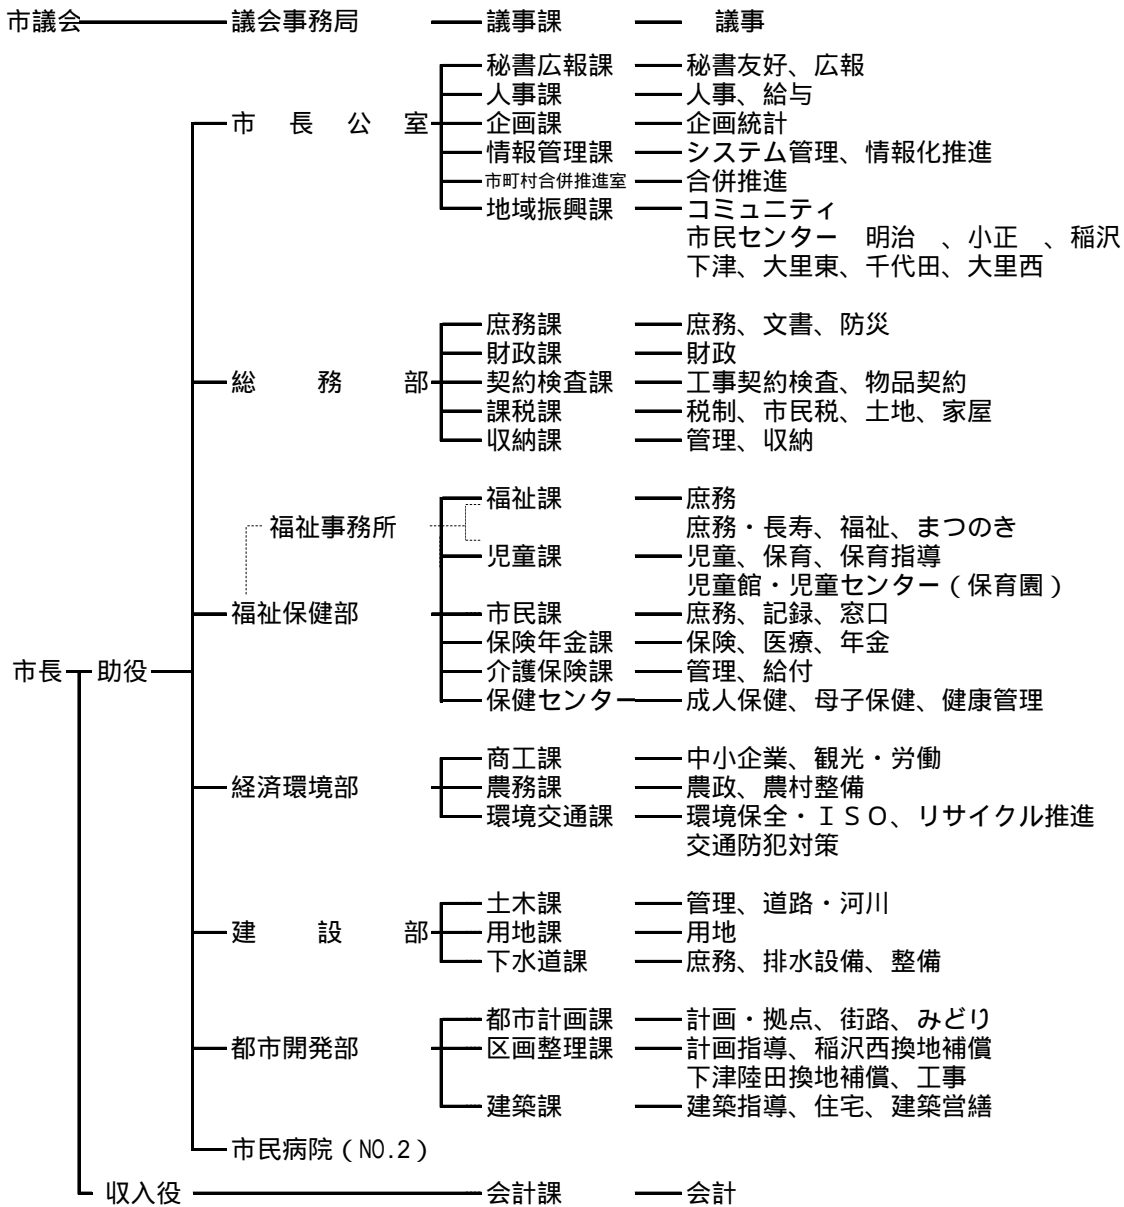 市議会 議会事務局 議事課 議事
秘書広報課 秘書友好、広報
人事課 人事、給与
市長公室 企画課 企画統計
情報管理課 システム管理、情報化推進
市町村合併推進室 合併推進
地域振興課 コミュニティ
市民センター 明治 、小正 、稲沢
下津、大里東、千代田、大里西
庶務課 庶務、文書、防災
財政課 財政
総務部 契約検査課 工事契約検査、物品契約
課税課 税制、市民税、土地、家屋
収納課 管理、収納
福祉課 庶務
福祉事務所 庶務・長寿、福祉、まつのき
児童課 児童、保育、保育指導
児童館・児童センター(保育園)
福祉保健部 市民課 庶務、記録、窓口
保険年金課 保険、医療、年金
市長 助役 介護保険課 管理、給付
保健センター 成人保健、母子保健、健康管理
商工課 中小企業、観光・労働
経済環境部 農務課 農政、農村整備
環境交通課 環境保全・ISO、リサイクル推進
交通防犯対策
土木課 管理、道路・河川
建設部 用地課 用地
下水道課 庶務、排水設備、整備
都市計画課 計画・拠点、街路、みどり
都市開発部 区画整理課 計画指導、稲沢西換地補償
下津陸田換地補償、工事
建築課 建築指導、住宅、建築営繕
市民病院(NO.2)
収入役 会計課 会計